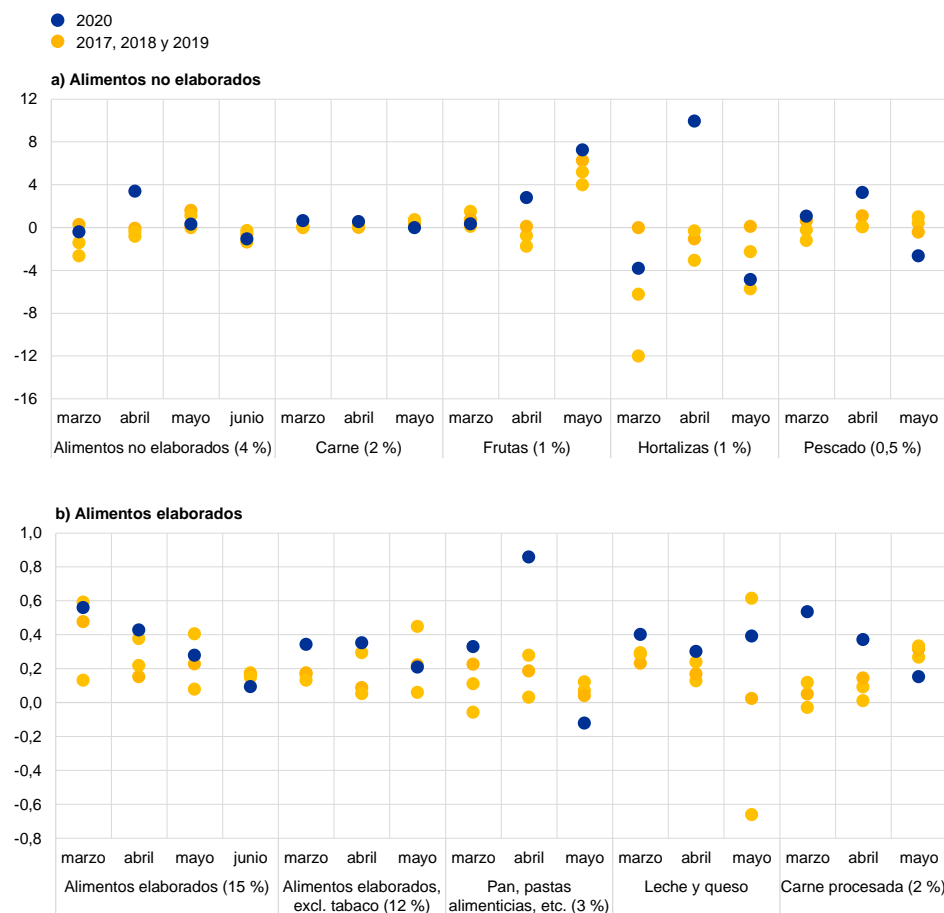 2020
2017, 2018 y 2019
a) Alimentos no elaborados
12
8
4
0
-4
-8
-12
-16
marzo abril mayo junio marzo abril mayo marzo abril mayo marzo abril mayo marzo abril mayo
Alimentos no elaborados (4 %) Carne (2 %) Frutas (1 %) Hortalizas (1 %) Pescado (0,5 %)
b) Alimentos elaborados
1,0
0,8
0,6
0,4
0,2
0,0
-0,2
-0,4
-0,6
-0,8
marzo abril mayo junio marzo abril mayo marzo abril mayo marzo abril mayo marzo abril mayo
Alimentos elaborados (15 %) Alimentos elaborados, Pan, pastas Leche y queso Carne procesada (2 %)
excl. tabaco (12 %) alimenticias, etc. (3 %)